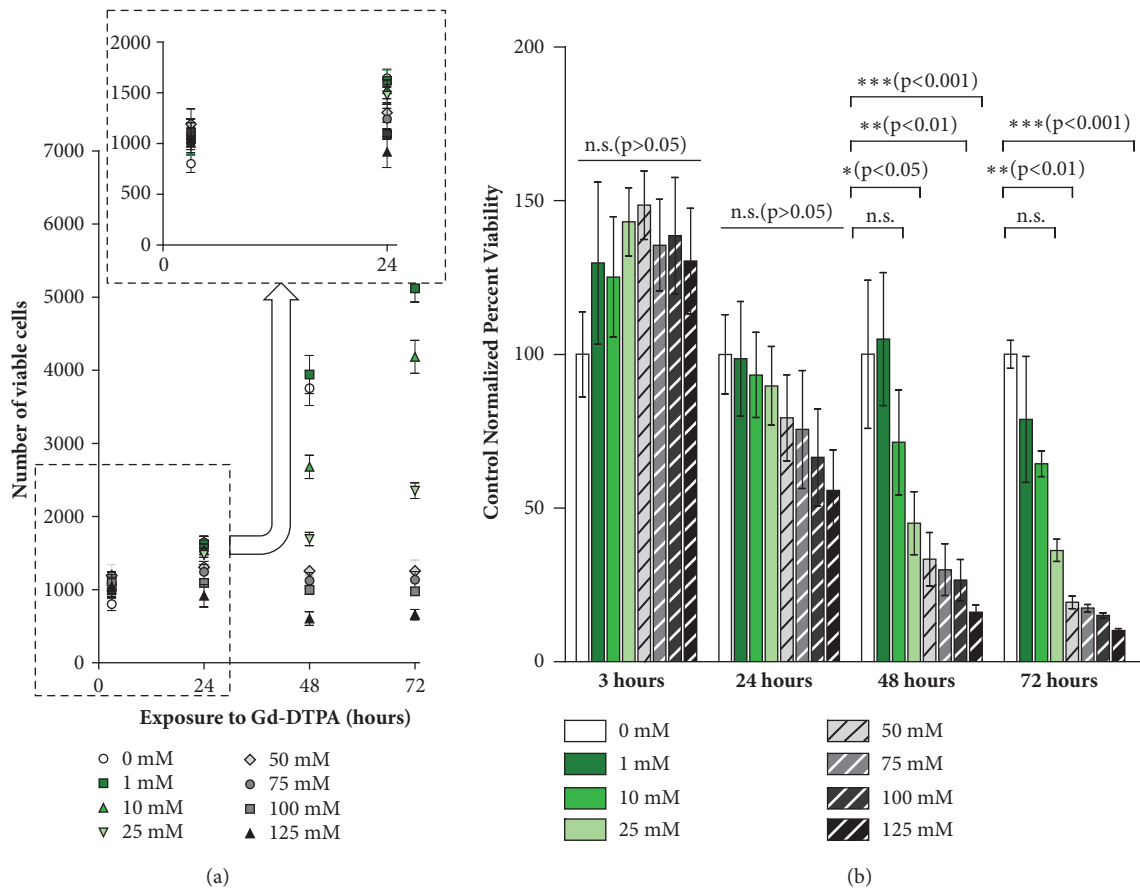 2000
1500
1000
500
0
0
24
7000
6000
5000
4000
3000
2000
1000
0
0
24
48
72
Number of viable cells
Exposure to Gd-DTPA (hours)
0 mM
1 mM
10 mM
25 mM
50 mM
75 mM
100 mM
125 mM
(a)
200
150
100
50
0
Control Normalized Percent Viability
n.s.(p>0.05)
n.s.(p>0.05)
***(p<0.001)
**(p<0.01)
*(p<0.05)
n.s.
***(p<0.001)
**(p<0.01)
n.s.
3 hours
24 hours
48 hours
72 hours
0 mM
1 mM
10 mM
25 mM
50 mM
75 mM
100 mM
125 mM
(b)